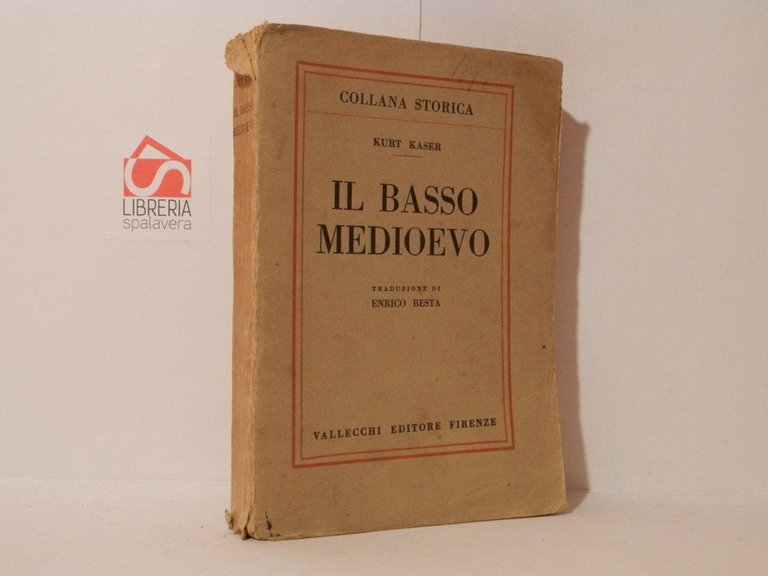 COLLANA STORICA
KURT KASER
IL BASSO
MEDIOEVO
TRADUZIONE DI
ENRICO BESTA
VALLECCHI EDITORE FIRENZE
IL BASSO
MEDIOEVO
LIBRERIA
spalavera